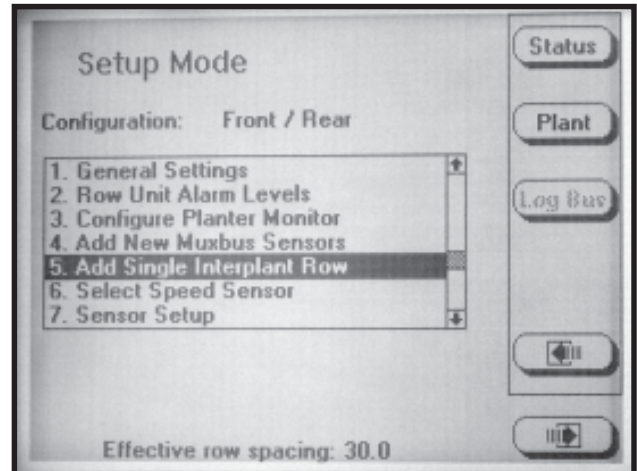 Setup Mode
Configuration: Front / Rear
1. General Settings
2. Row Unit Alarm Levels
3. Configure Planter Monitor
4. Add New Muxbus Sensors
5. Add Single Interplant Row
6. Select Speed Sensor
7. Sensor Setup
Effective row spacing: 30.0
Status
Plant
Log Bus